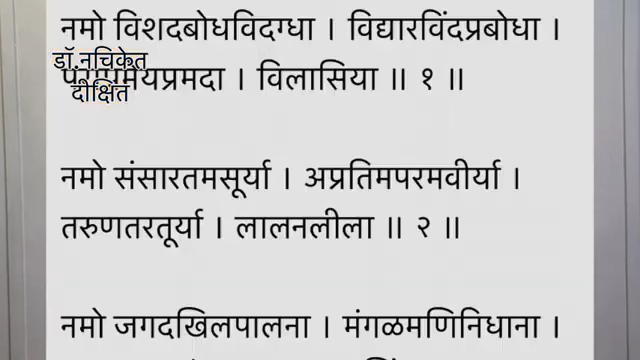 नमो विशदबोधविदग्धा । विद्यारविंदप्रबोधा ।
डॉ.नचिकेत
विलासिया ॥ १ ॥
दीक्षित
नमो संसारतमसूर्या । अप्रतिमपरमवीर्या ।
तरुणतरतूर्या । लालनलीला ॥ २ ॥
नमो जगदखिलपालना । मंगळमणिनिधाना ।